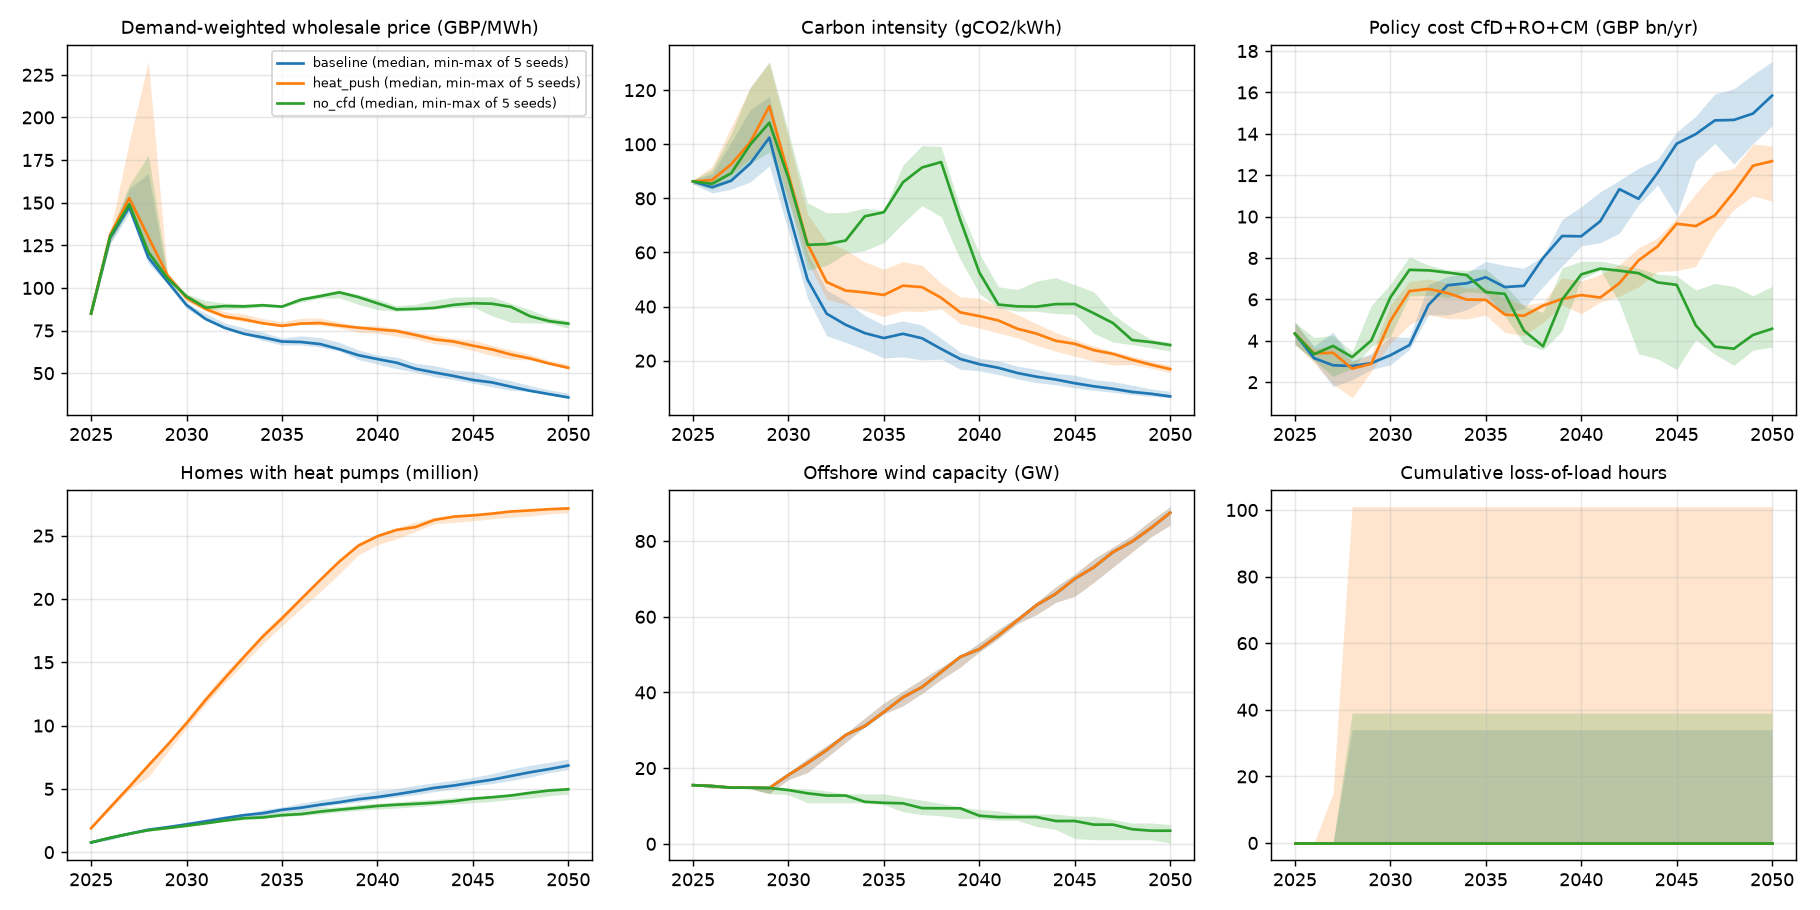 Demand-weighted wholesale price (GBP/MWh)
225
200
175
150
125
100
75
50
2025 2030 2035 2040 2045 2050
baseline (median, min-max of 5 seeds)
heat_push (median, min-max of 5 seeds)
no_cfd (median, min-max of 5 seeds)
Carbon intensity (gCO2/kWh)
120
100
80
60
40
20
2025 2030 2035 2040 2045 2050
Policy cost CfD+RO+CM (GBP bn/yr)
18
16
14
12
10
8
6
4
2
2025 2030 2035 2040 2045 2050
Homes with heat pumps (million)
25
20
15
10
5
0
2025 2030 2035 2040 2045 2050
Offshore wind capacity (GW)
80
60
40
20
0
2025 2030 2035 2040 2045 2050
Cumulative loss-of-load hours
100
80
60
40
20
0
2025 2030 2035 2040 2045 2050